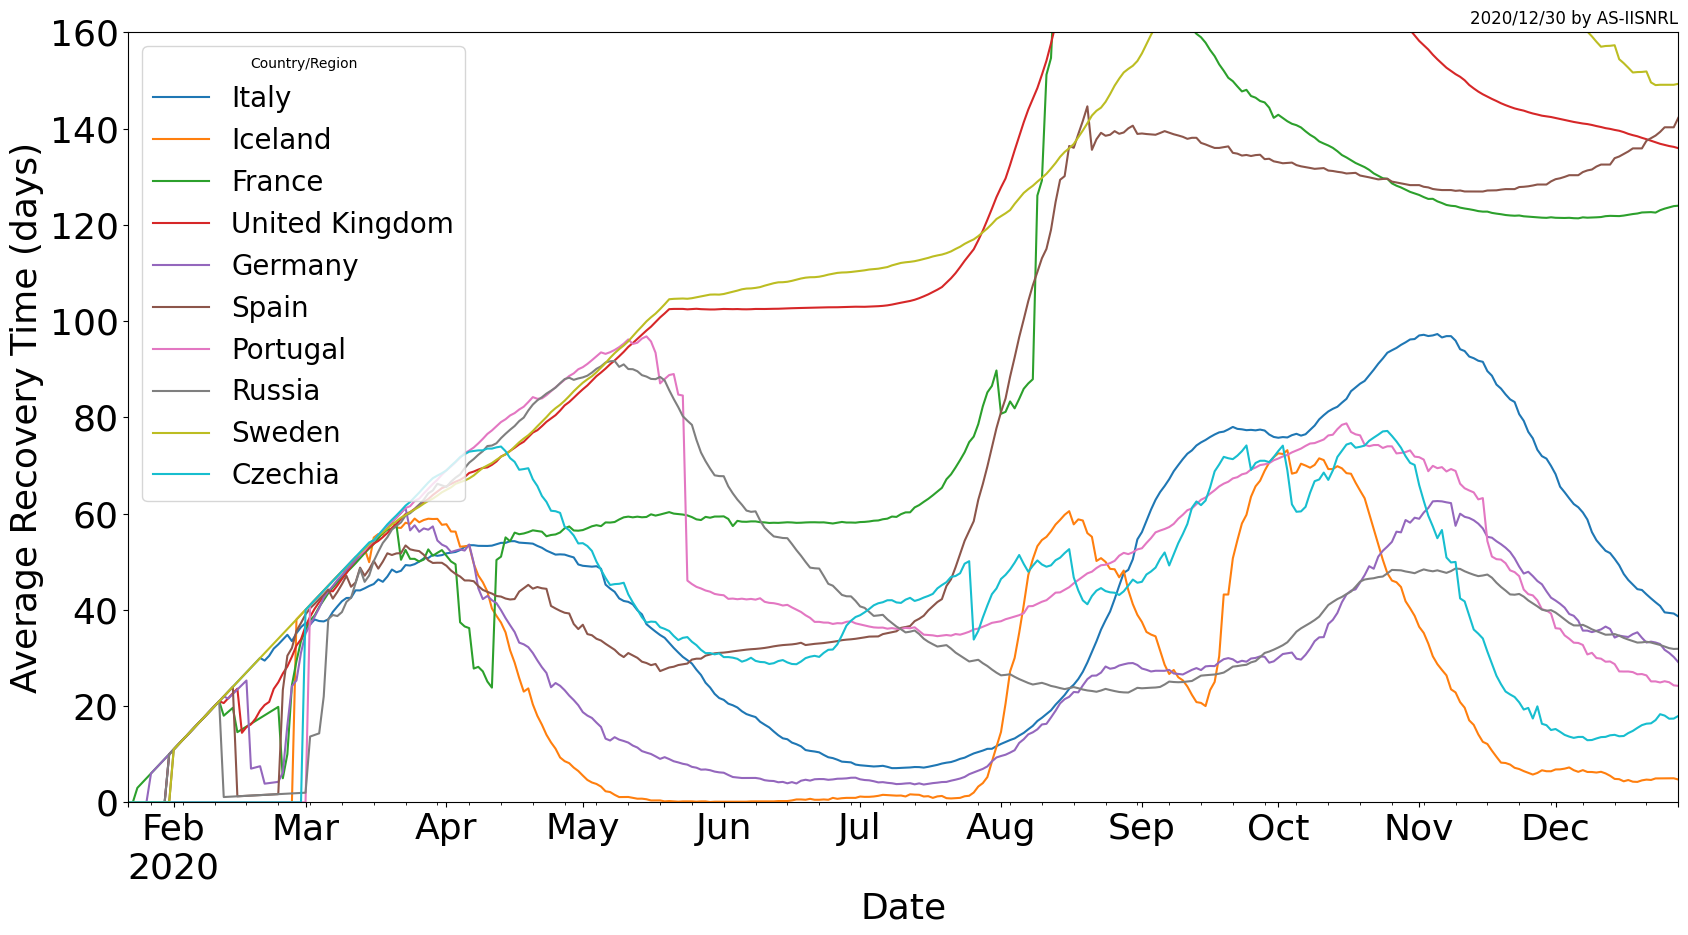 2020/12/30 by AS-IISNRL
160
140
120
100
80
60
40
20
0
Average Recovery Time (days)
Country/Region
Italy
Iceland
France
United Kingdom
Germany
Spain
Portugal
Russia
Sweden
Czechia
Feb Mar Apr May Jun Jul Aug Sep Oct Nov Dec
2020
Date